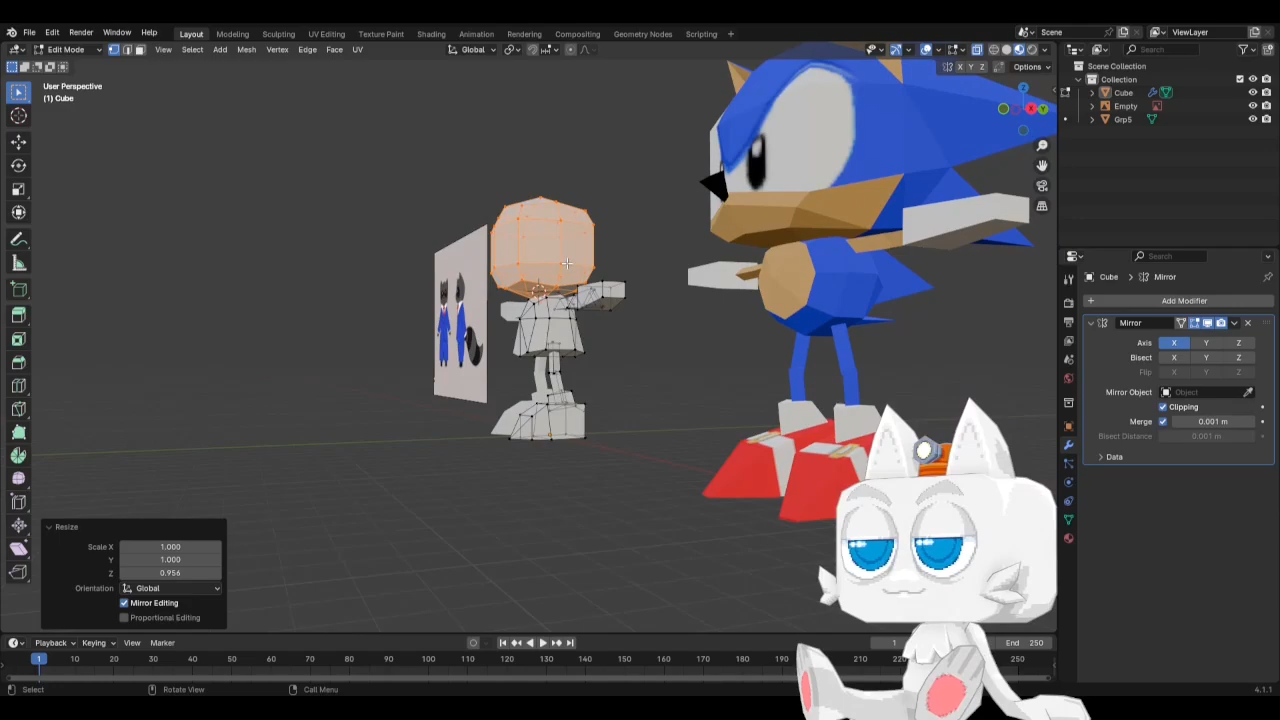 File Edit Render Window Help Layout Modeling Sculpting UV Editing Texture Paint Shading Animation Rendering Compositing Geometry Nodes Scripting + Scene ViewLayer
Edit Mode View Select Add Mesh Vertex Edge Face UV Global Search
X Y Z Options
Scene Collection
Collection
Cube
Empty
Grp5
User Perspective
(1) Cube
Z
X
Y
Search
Cube Mirror
+ Add Modifier
Mirror
Axis X Y Z
Bisect X Y Z
Flip X Y Z
Mirror Object Object
Clipping
Merge 0.001 m
Bisect Distance 0.001 m
Data
Resize
Scale X 1.000
Y 1.000
Z 0.956
Orientation Global
Mirror Editing
Proportional Editing
Playback Keying View Marker 1 End 250
1 10 20 30 40 50 60 70 80 90 100 110 120 130 140 150 160 170 180 190 200 250
Select Rotate View Call Menu 4.1.1